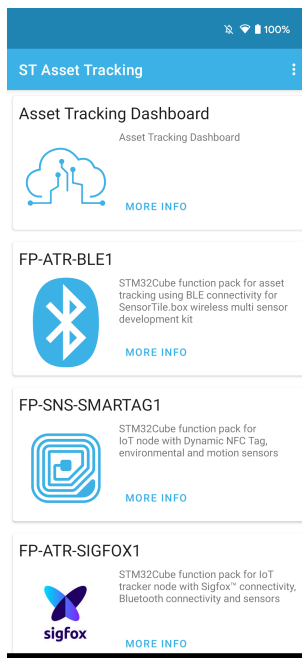 100%
ST Asset Tracking
Asset Tracking Dashboard
Asset Tracking Dashboard
MORE INFO
FP-ATR-BLE1
STM32Cube function pack for asset
tracking using BLE connectivity for
SensorTile.box wireless multi sensor
development kit
MORE INFO
FP-SNS-SMARTAG1
STM32Cube function pack for
IoT node with Dynamic NFC Tag,
environmental and motion sensors
MORE INFO
FP-ATR-SIGFOX1
STM32Cube function pack for IoT
tracker node with Sigfox™ connectivity,
Bluetooth connectivity and sensors
sigfox
MORE INFO